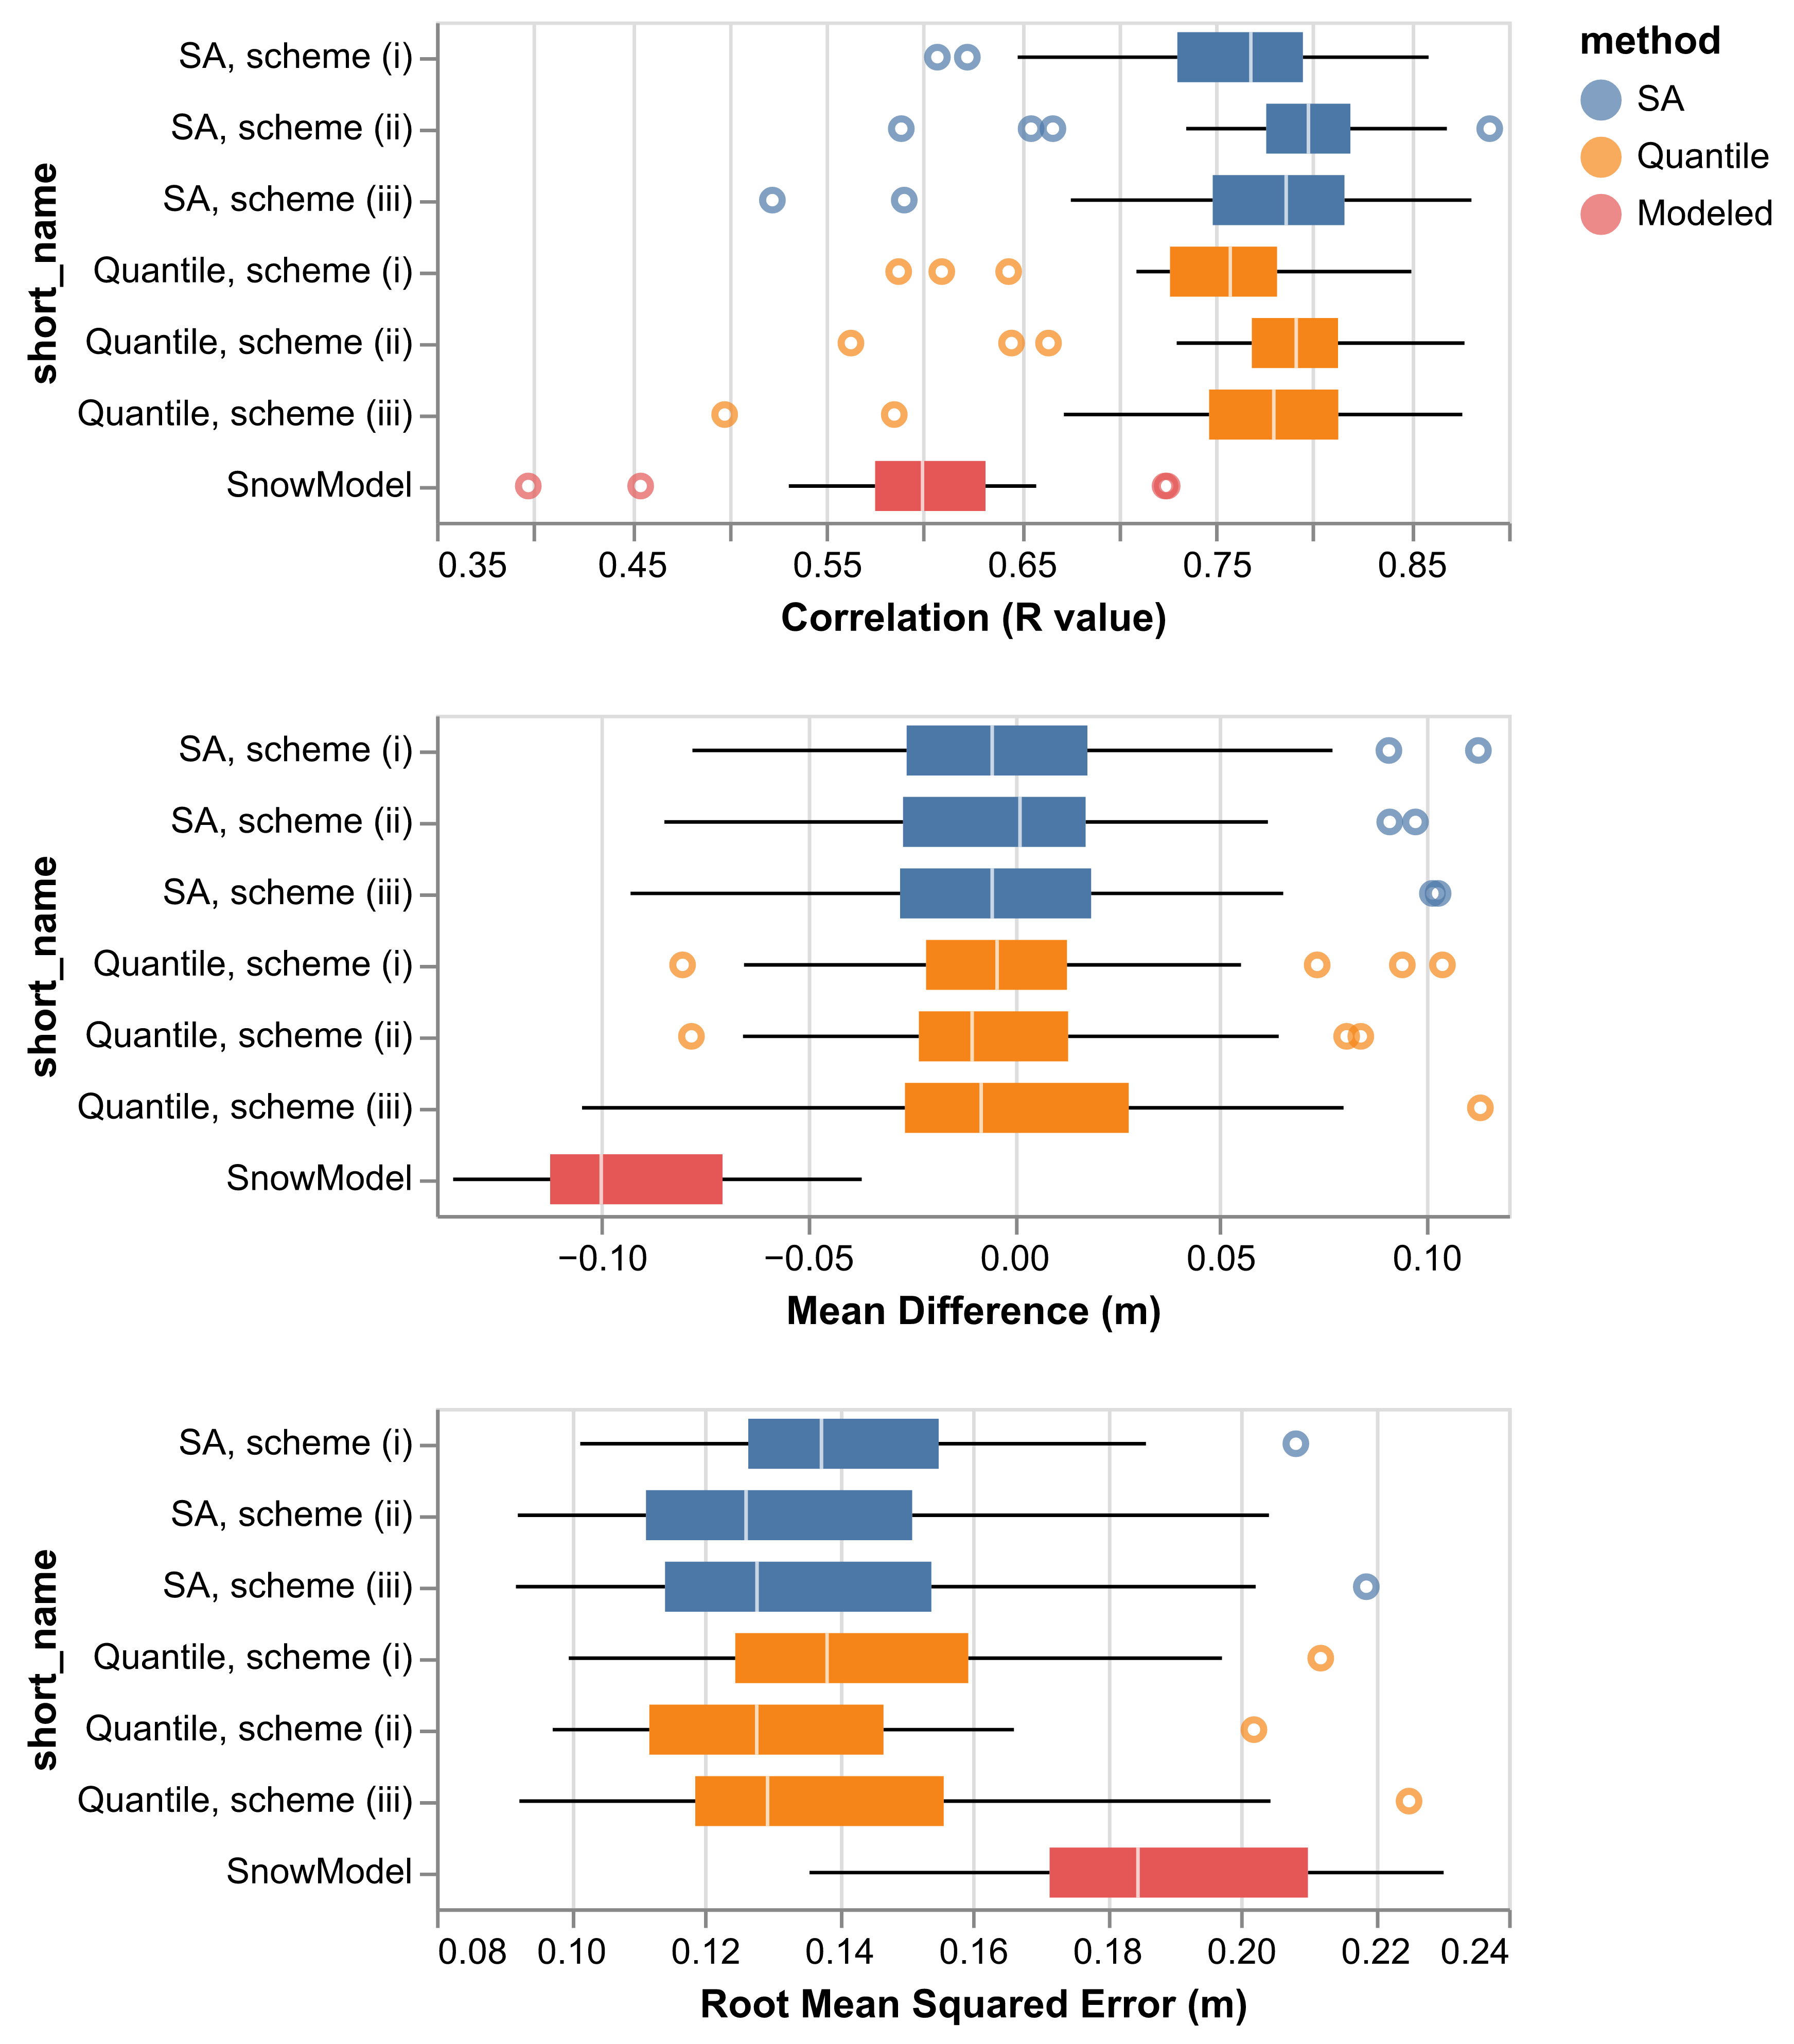 method
SA
Quantile
Modeled
short_name
SA, scheme (i)
SA, scheme (ii)
SA, scheme (iii)
Quantile, scheme (i)
Quantile, scheme (ii)
Quantile, scheme (iii)
SnowModel
0.35 0.45 0.55 0.65 0.75 0.85
Correlation (R value)
short_name
SA, scheme (i)
SA, scheme (ii)
SA, scheme (iii)
Quantile, scheme (i)
Quantile, scheme (ii)
Quantile, scheme (iii)
SnowModel
−0.10 −0.05 0.00 0.05 0.10
Mean Difference (m)
short_name
SA, scheme (i)
SA, scheme (ii)
SA, scheme (iii)
Quantile, scheme (i)
Quantile, scheme (ii)
Quantile, scheme (iii)
SnowModel
0.08 0.10 0.12 0.14 0.16 0.18 0.20 0.22 0.24
Root Mean Squared Error (m)